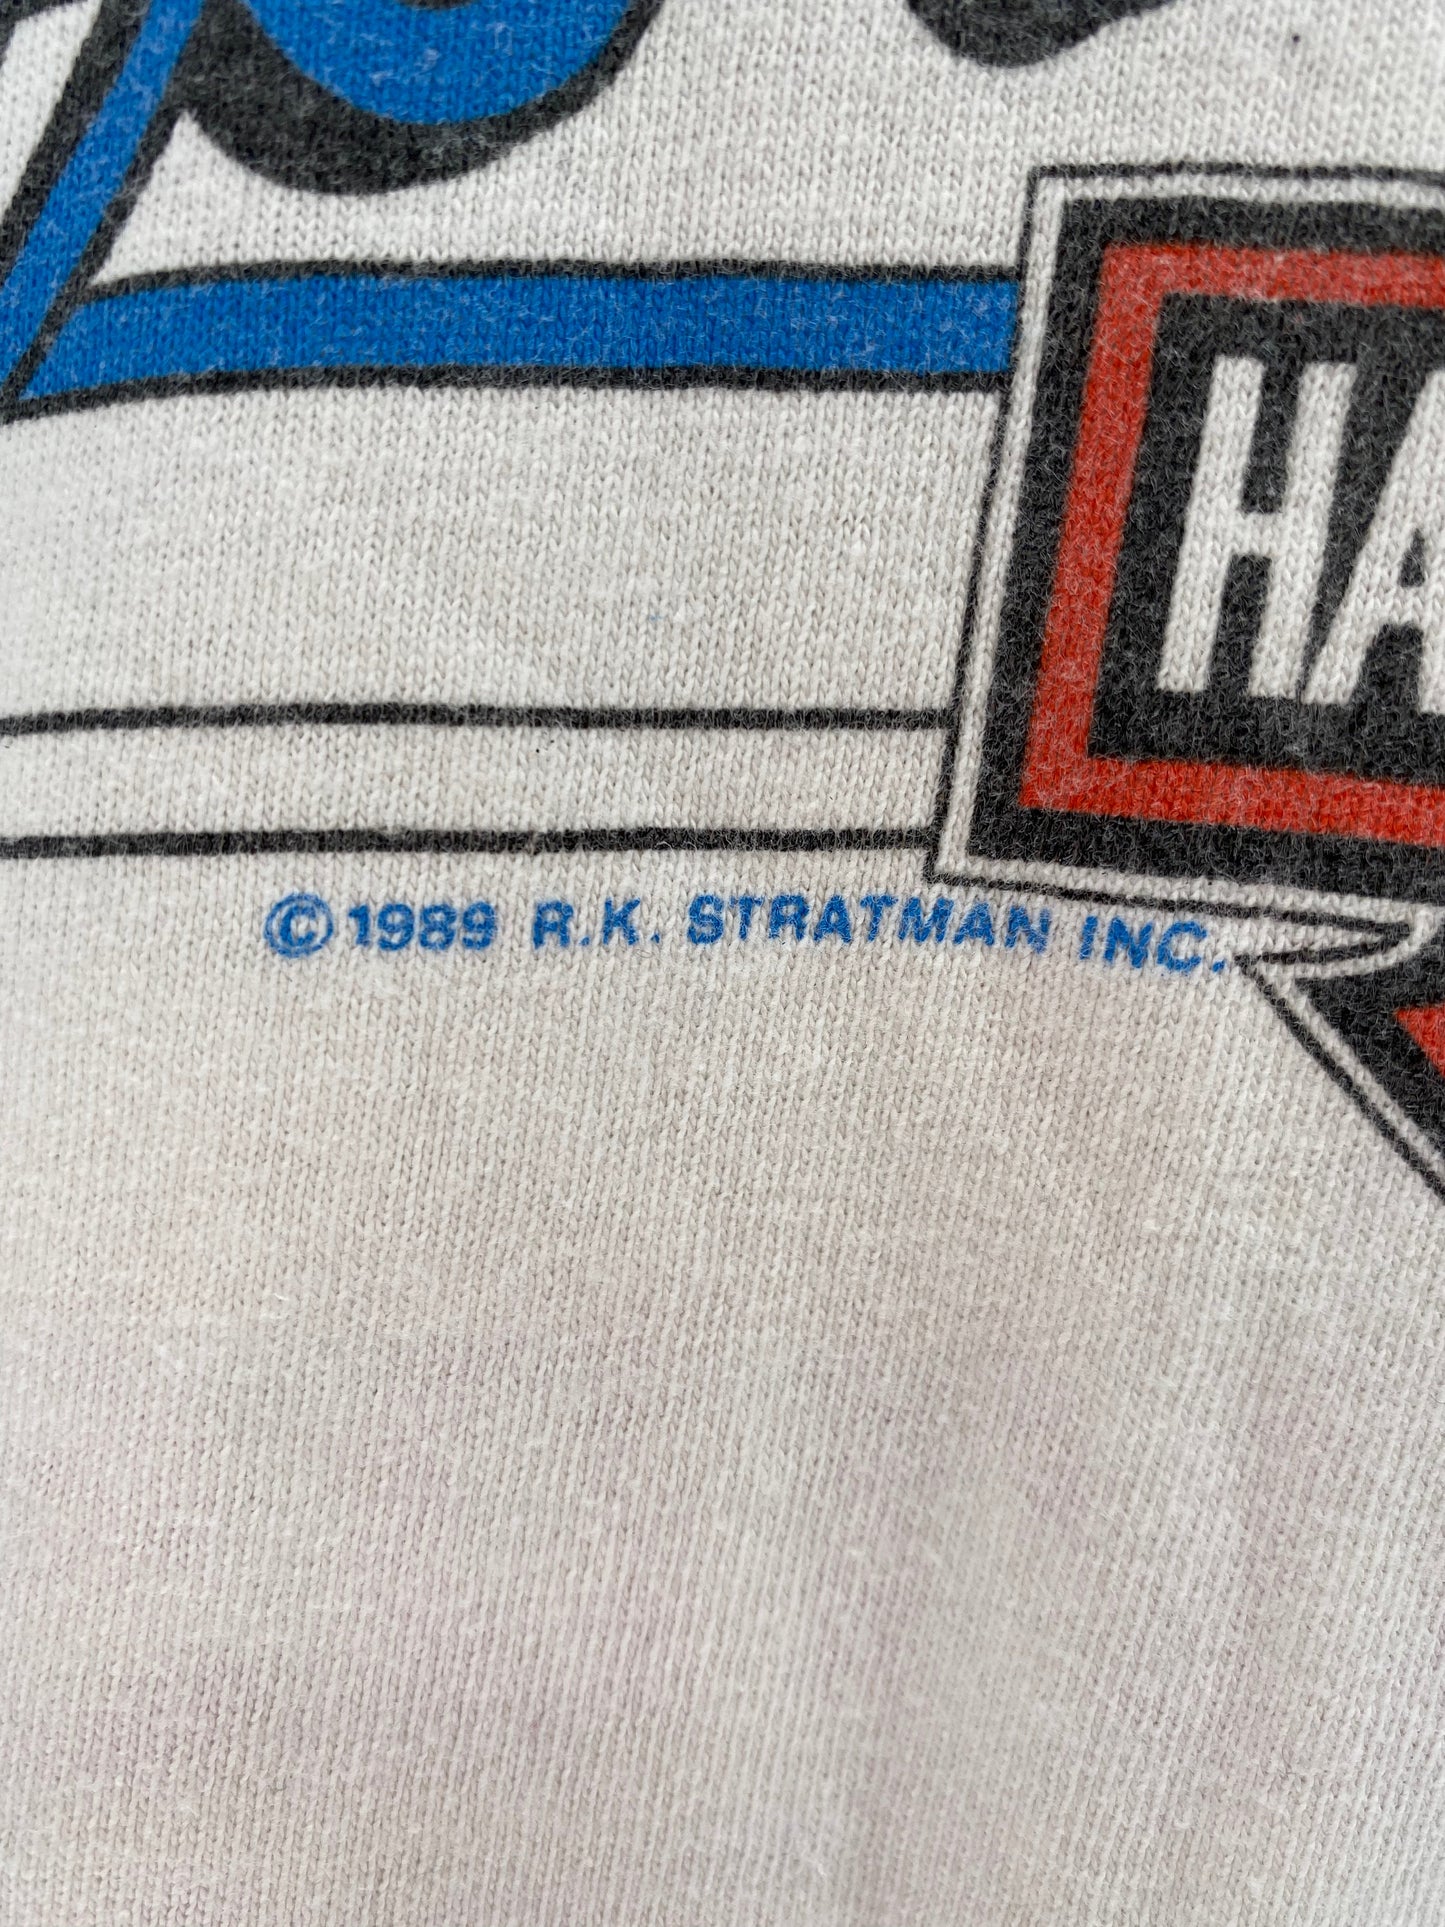 HA
©1989 R.K. STRATMAN INC.